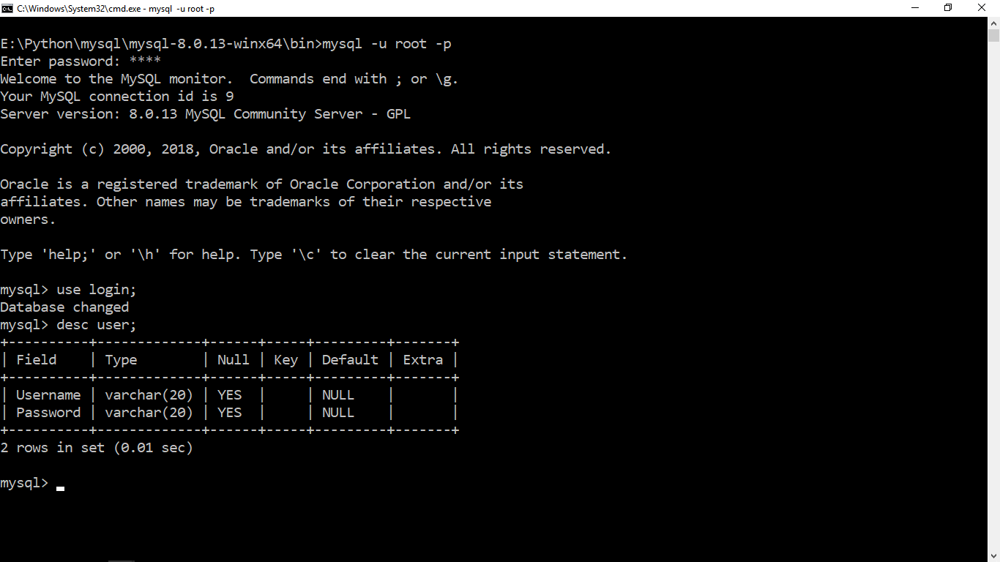 C:\Windows\System32\cmd.exe - mysql  -u root -p
E:\Python\mysql\mysql-8.0.13-winx64\bin>mysql -u root -p
Enter password: ****
Welcome to the MySQL monitor.  Commands end with ; or \g.
Your MySQL connection id is 9
Server version: 8.0.13 MySQL Community Server - GPL
Copyright (c) 2000, 2018, Oracle and/or its affiliates. All rights reserved.
Oracle is a registered trademark of Oracle Corporation and/or its
affiliates. Other names may be trademarks of their respective
owners.
Type 'help;' or '\h' for help. Type '\c' to clear the current input statement.
mysql> use login;
Database changed
mysql> desc user;
+----------+-------------+------+-----+---------+-------+
| Field    | Type        | Null | Key | Default | Extra |
+----------+-------------+------+-----+---------+-------+
| Username | varchar(20) | YES  |     | NULL    |       |
| Password | varchar(20) | YES  |     | NULL    |       |
+----------+-------------+------+-----+---------+-------+
2 rows in set (0.01 sec)
mysql>